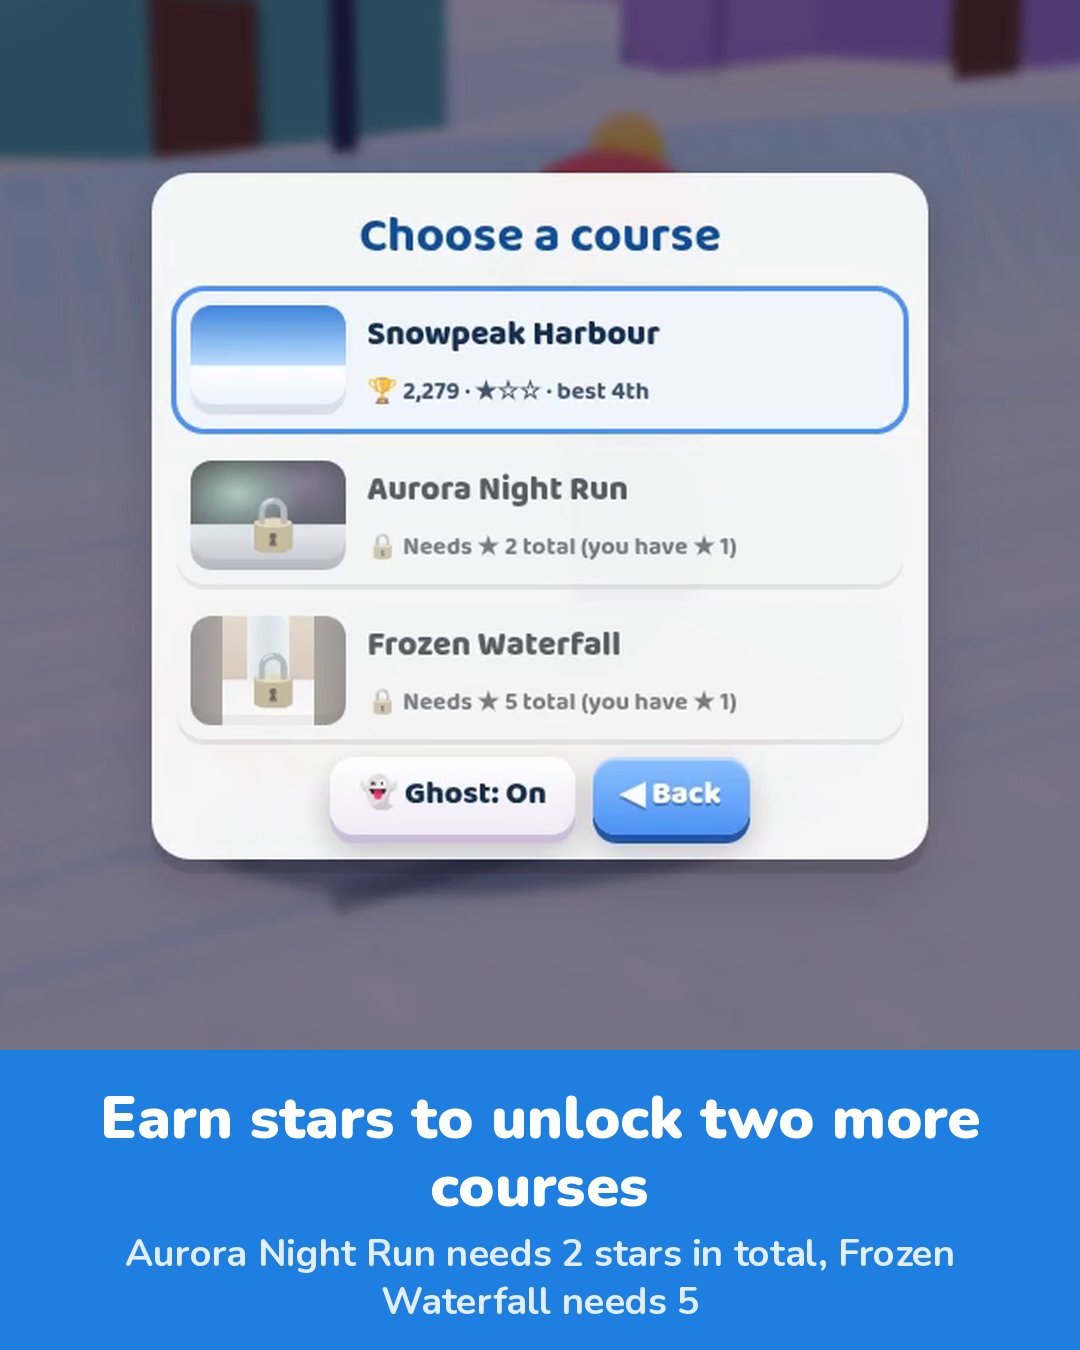 Choose a course
Snowpeak Harbour
🏆 2,279 · ★☆☆ · best 4th
Aurora Night Run
🔒 Needs ★ 2 total (you have ★ 1)
Frozen Waterfall
🔒 Needs ★ 5 total (you have ★ 1)
👻 Ghost: On
◀ Back
Earn stars to unlock two more
courses
Aurora Night Run needs 2 stars in total, Frozen
Waterfall needs 5